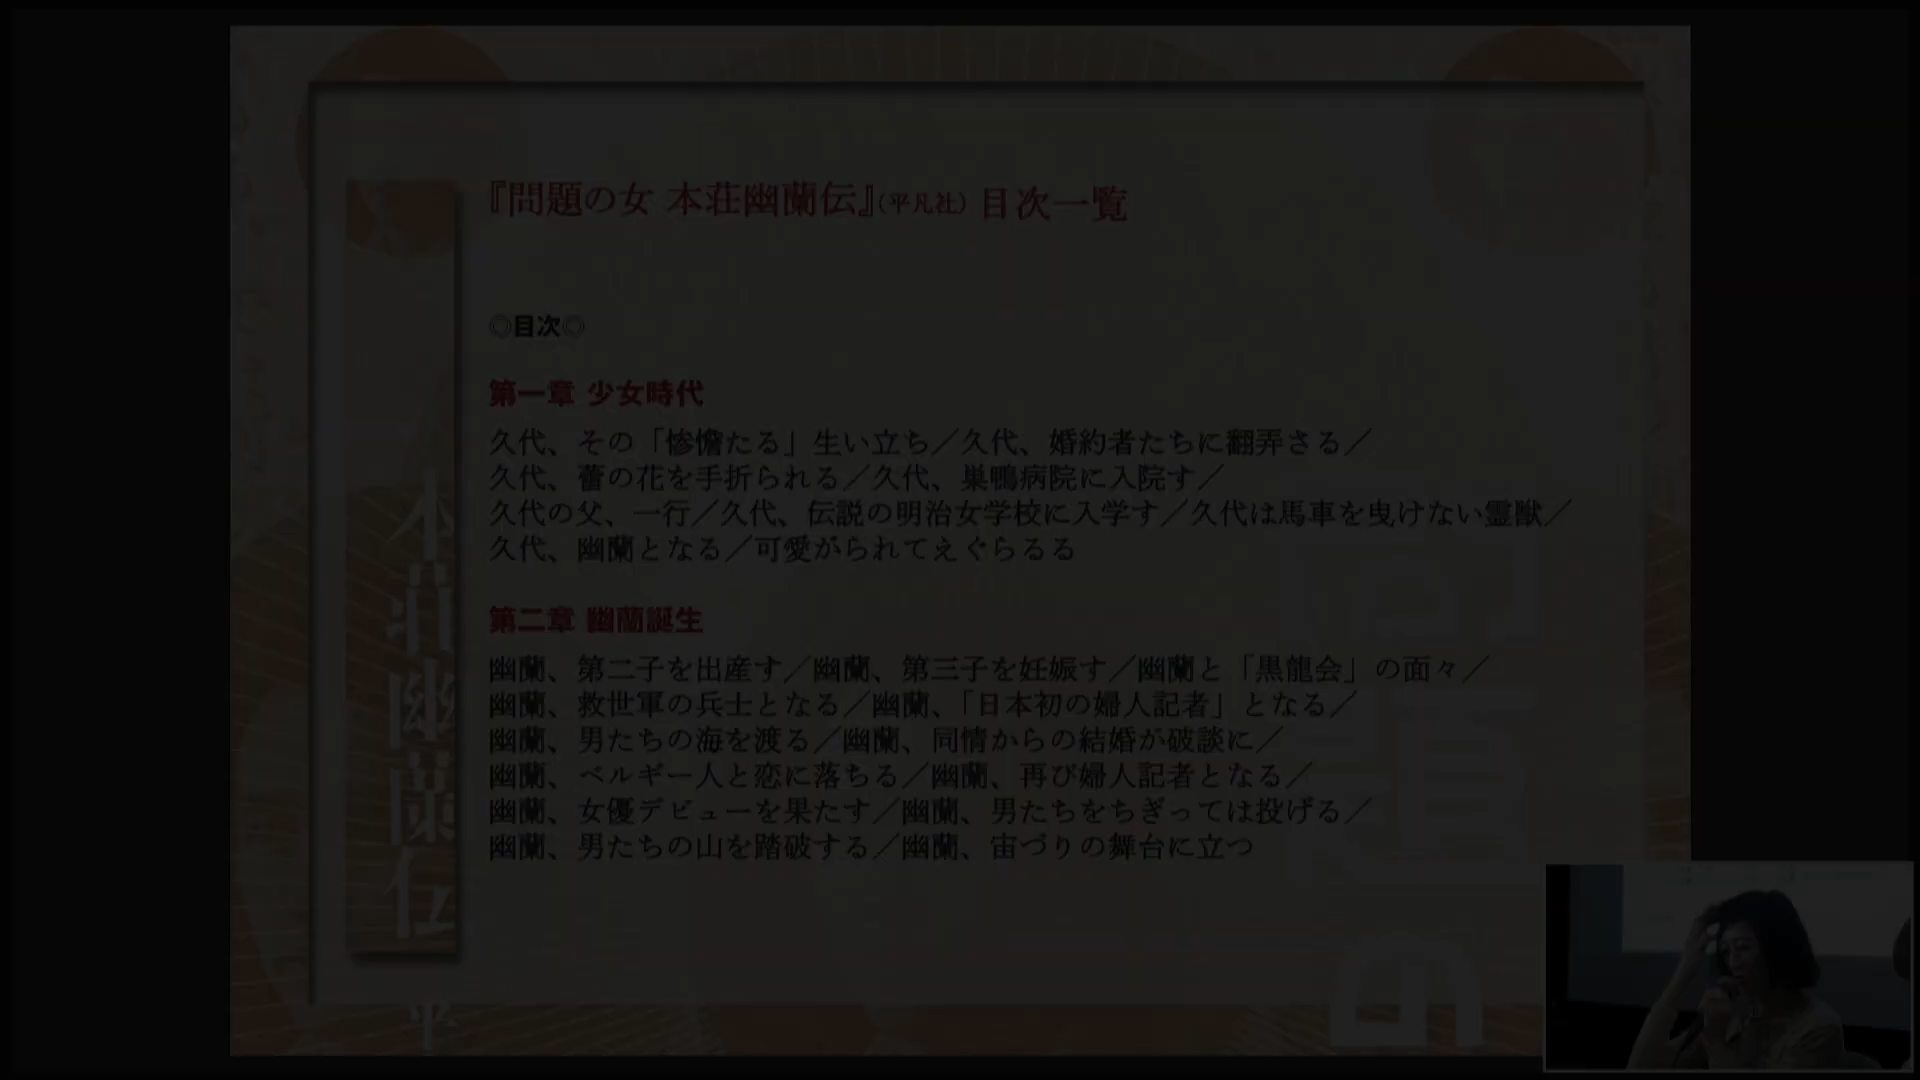 『問題の女 本荘幽蘭伝』(平凡社) 目次一覧
◎目次◎
第一章 少女時代
久代、その「惨憺たる」生い立ち／久代、婚約者たちに翻弄さる／
久代、蕾の花を手折られる／久代、巣鴨病院に入院す／
久代の父、一行／久代、伝説の明治女学校に入学す／久代は馬車を曳けない霊獣／
久代、幽蘭となる／可愛がられてえぐらるる
第二章 幽蘭誕生
幽蘭、第二子を出産す／幽蘭、第三子を妊娠す／幽蘭と「黒龍会」の面々／
幽蘭、救世軍の兵士となる／幽蘭、「日本初の婦人記者」となる／
幽蘭、男たちの海を渡る／幽蘭、同情からの結婚が破談に／
幽蘭、ベルギー人と恋に落ちる／幽蘭、再び婦人記者となる／
幽蘭、女優デビューを果たす／幽蘭、男たちをちぎっては投げる／
幽蘭、男たちの山を踏破する／幽蘭、宙づりの舞台に立つ
本荘幽蘭伝